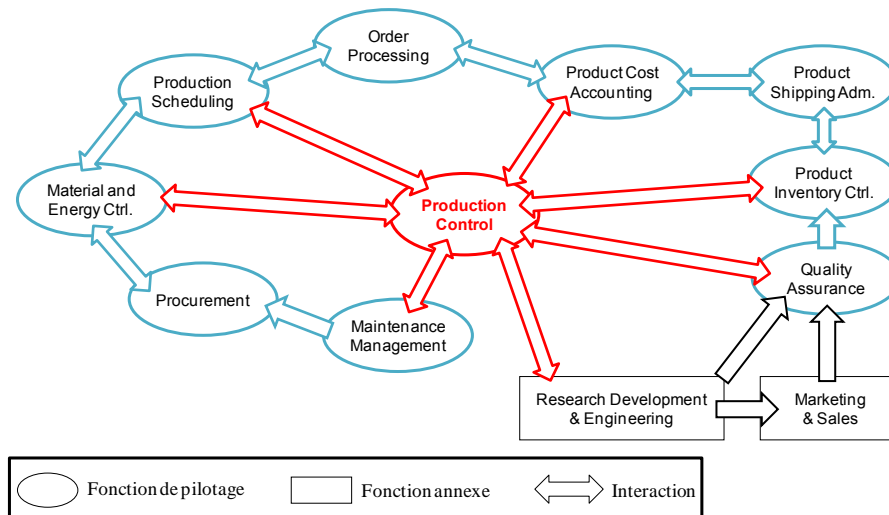 Order
Processing
Production
Scheduling
Product Cost
Accounting
Product
Shipping Adm.
Material and
Energy Ctrl.
Production
Control
Product
Inventory Ctrl.
Procurement
Maintenance
Management
Quality
Assurance
Research Development
& Engineering
Marketing
& Sales
Fonction de pilotage
Fonction annexe
Interaction